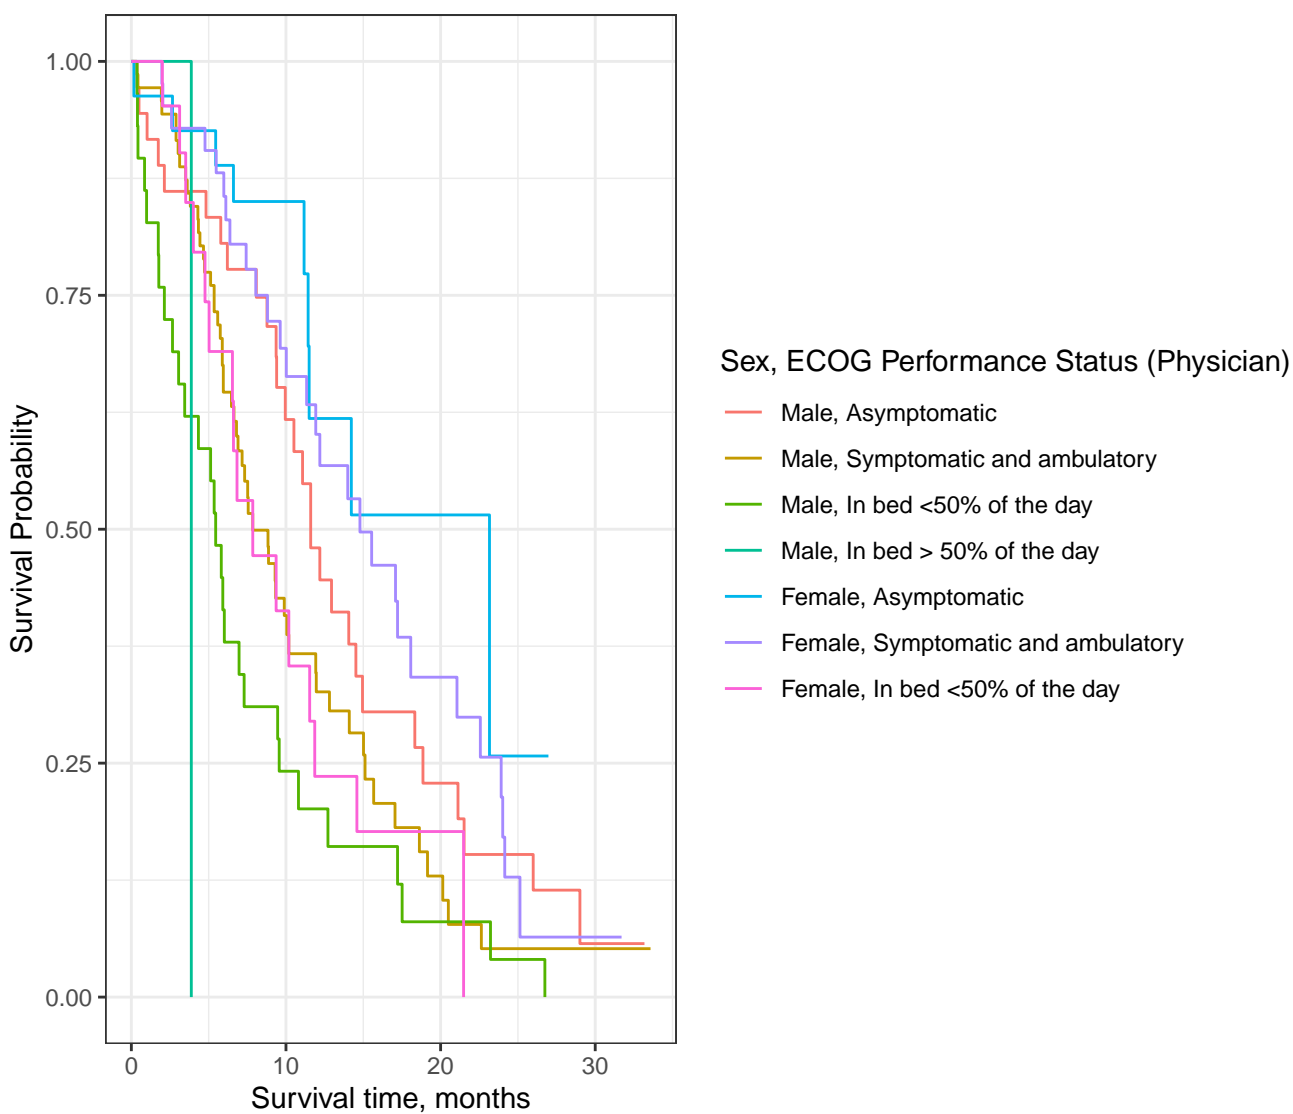 1.00
0.75
0.50
0.25
0.00
Survival Probability
0 10 20 30
Survival time, months
Sex, ECOG Performance Status (Physician)
Male, Asymptomatic
Male, Symptomatic and ambulatory
Male, In bed <50% of the day
Male, In bed > 50% of the day
Female, Asymptomatic
Female, Symptomatic and ambulatory
Female, In bed <50% of the day